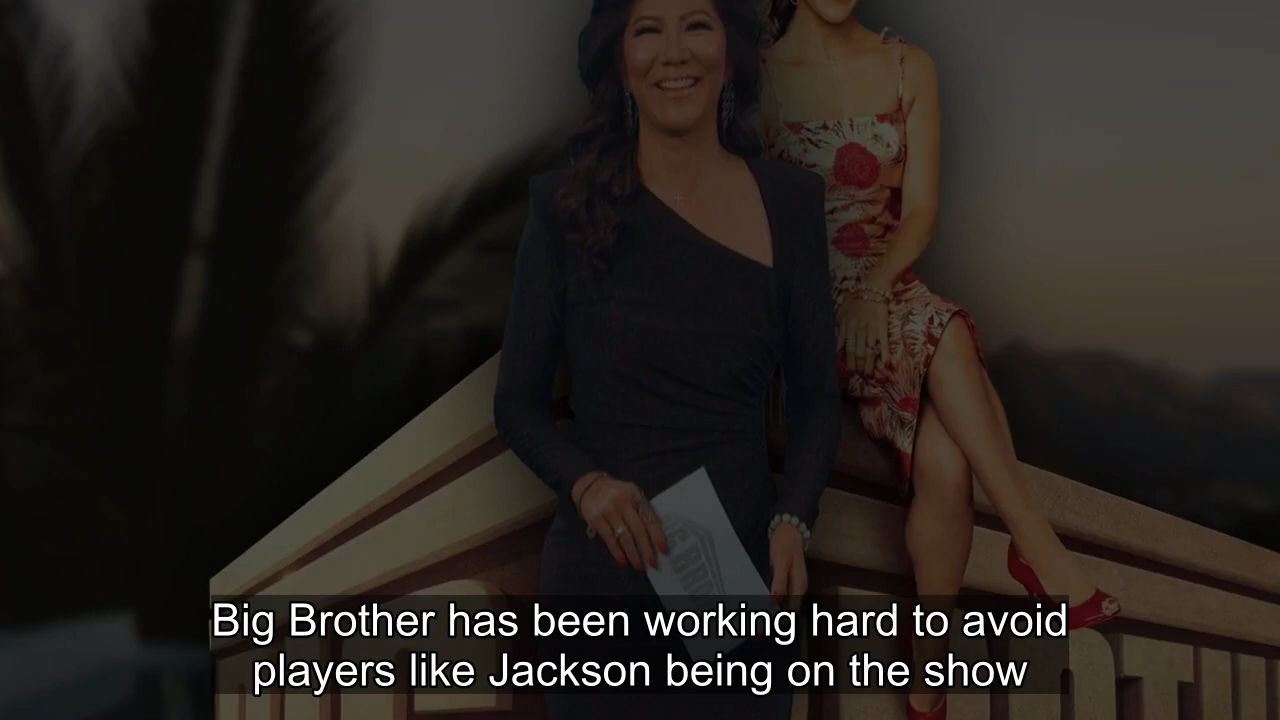 Big Brother has been working hard to avoid
players like Jackson being on the show